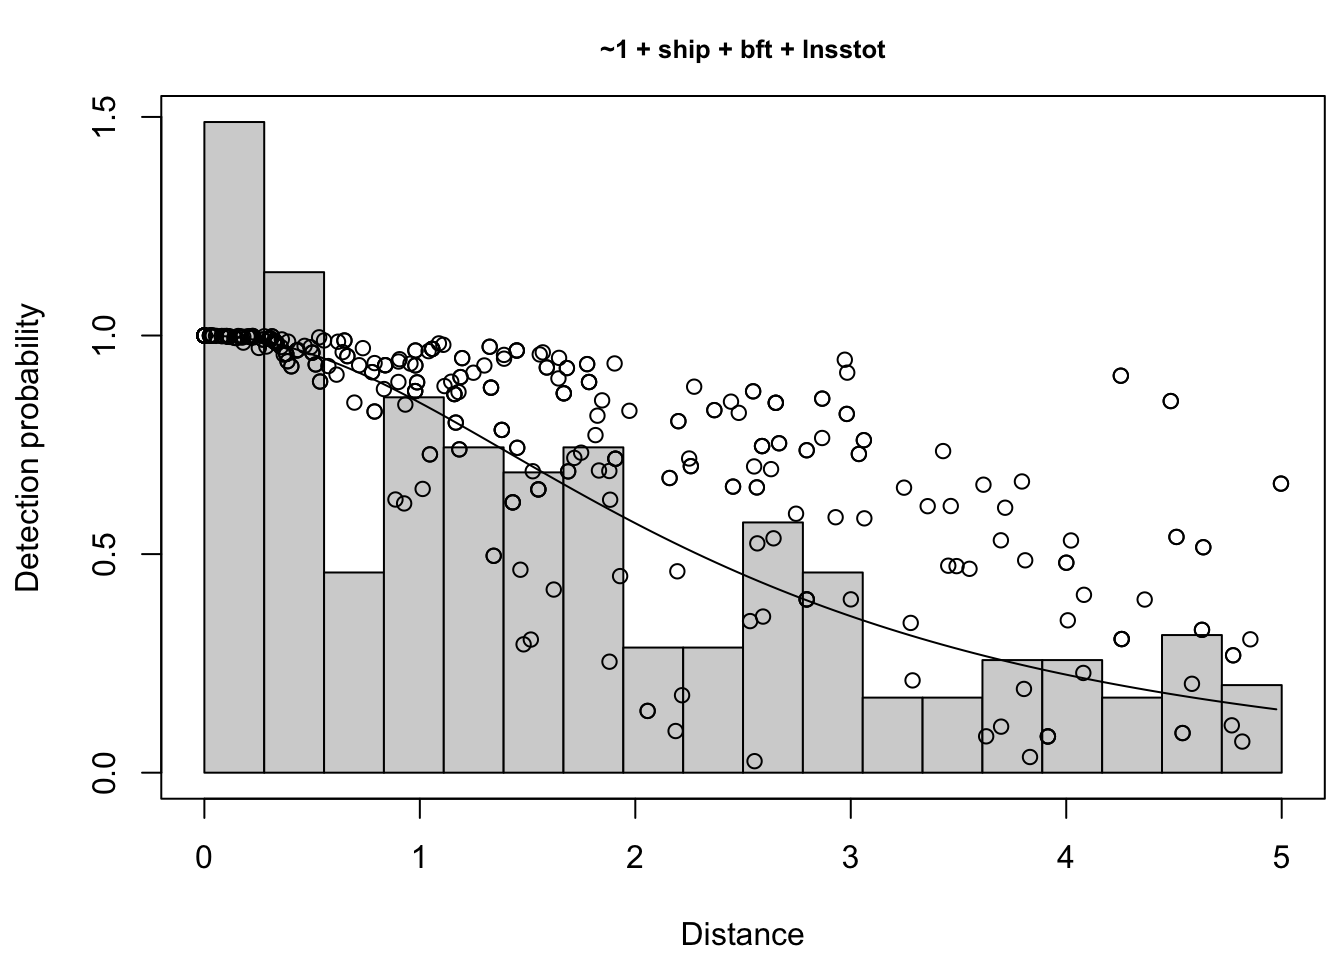 ~1 + ship + bft + lnsstot
Detection probability
1.5
1.0
0.5
0.0
0 1 2 3 4 5
Distance